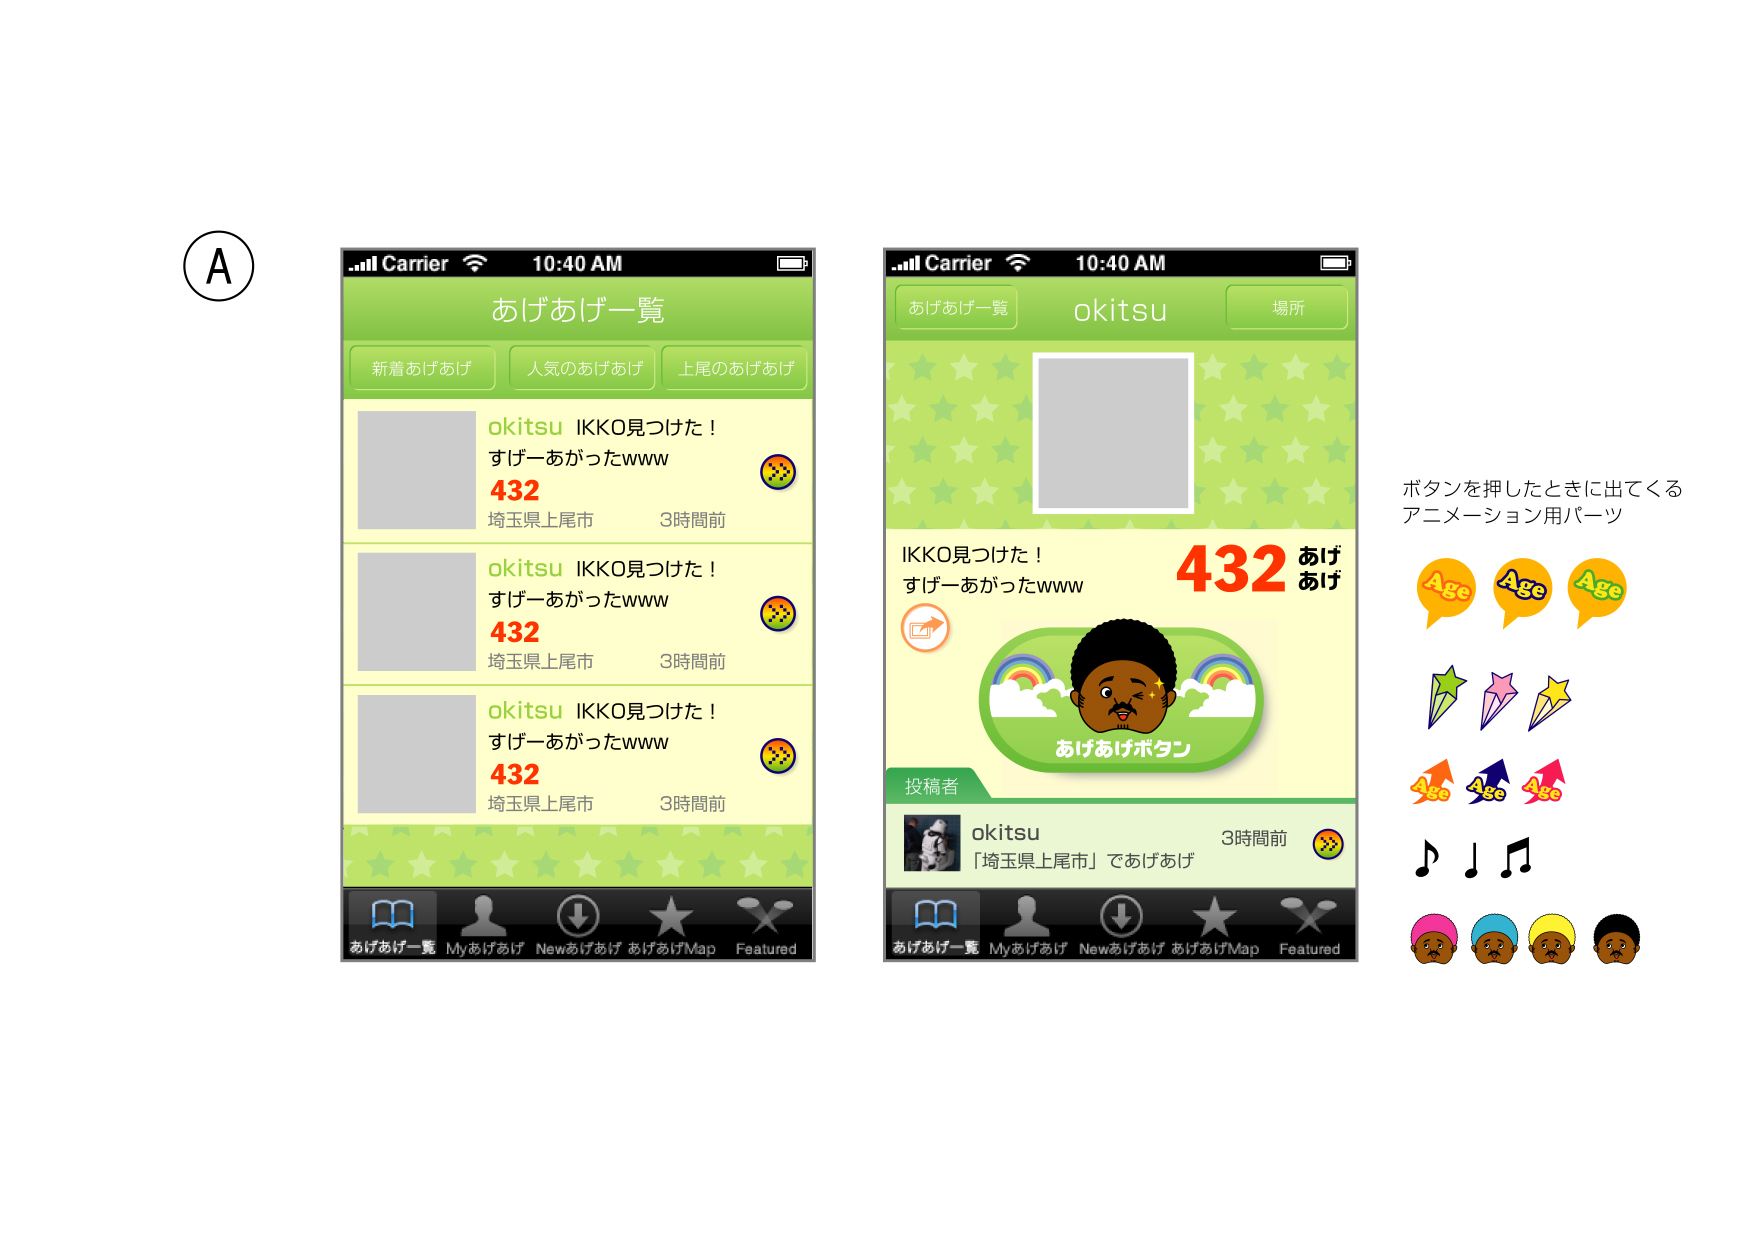 A
Carrier 10:40 AM
あげあげ一覧
新着あげあげ 人気のあげあげ 上尾のあげあげ
okitsu IKKO見つけた！
すげーあがったwww
432
埼玉県上尾市 3時間前
okitsu IKKO見つけた！
すげーあがったwww
432
埼玉県上尾市 3時間前
okitsu IKKO見つけた！
すげーあがったwww
432
埼玉県上尾市 3時間前
あげあげ一覧 Myあげあげ Newあげあげ あげあげMap Featured
Carrier 10:40 AM
あげあげ一覧 okitsu 場所
IKKO見つけた！
すげーあがったwww
432 あげ
あげ
あげあげボタン
投稿者
okitsu 3時間前
「埼玉県上尾市」であげあげ
あげあげ一覧 Myあげあげ Newあげあげ あげあげMap Featured
ボタンを押したときに出てくる
アニメーション用パーツ
Age Age Age
Age Age Age